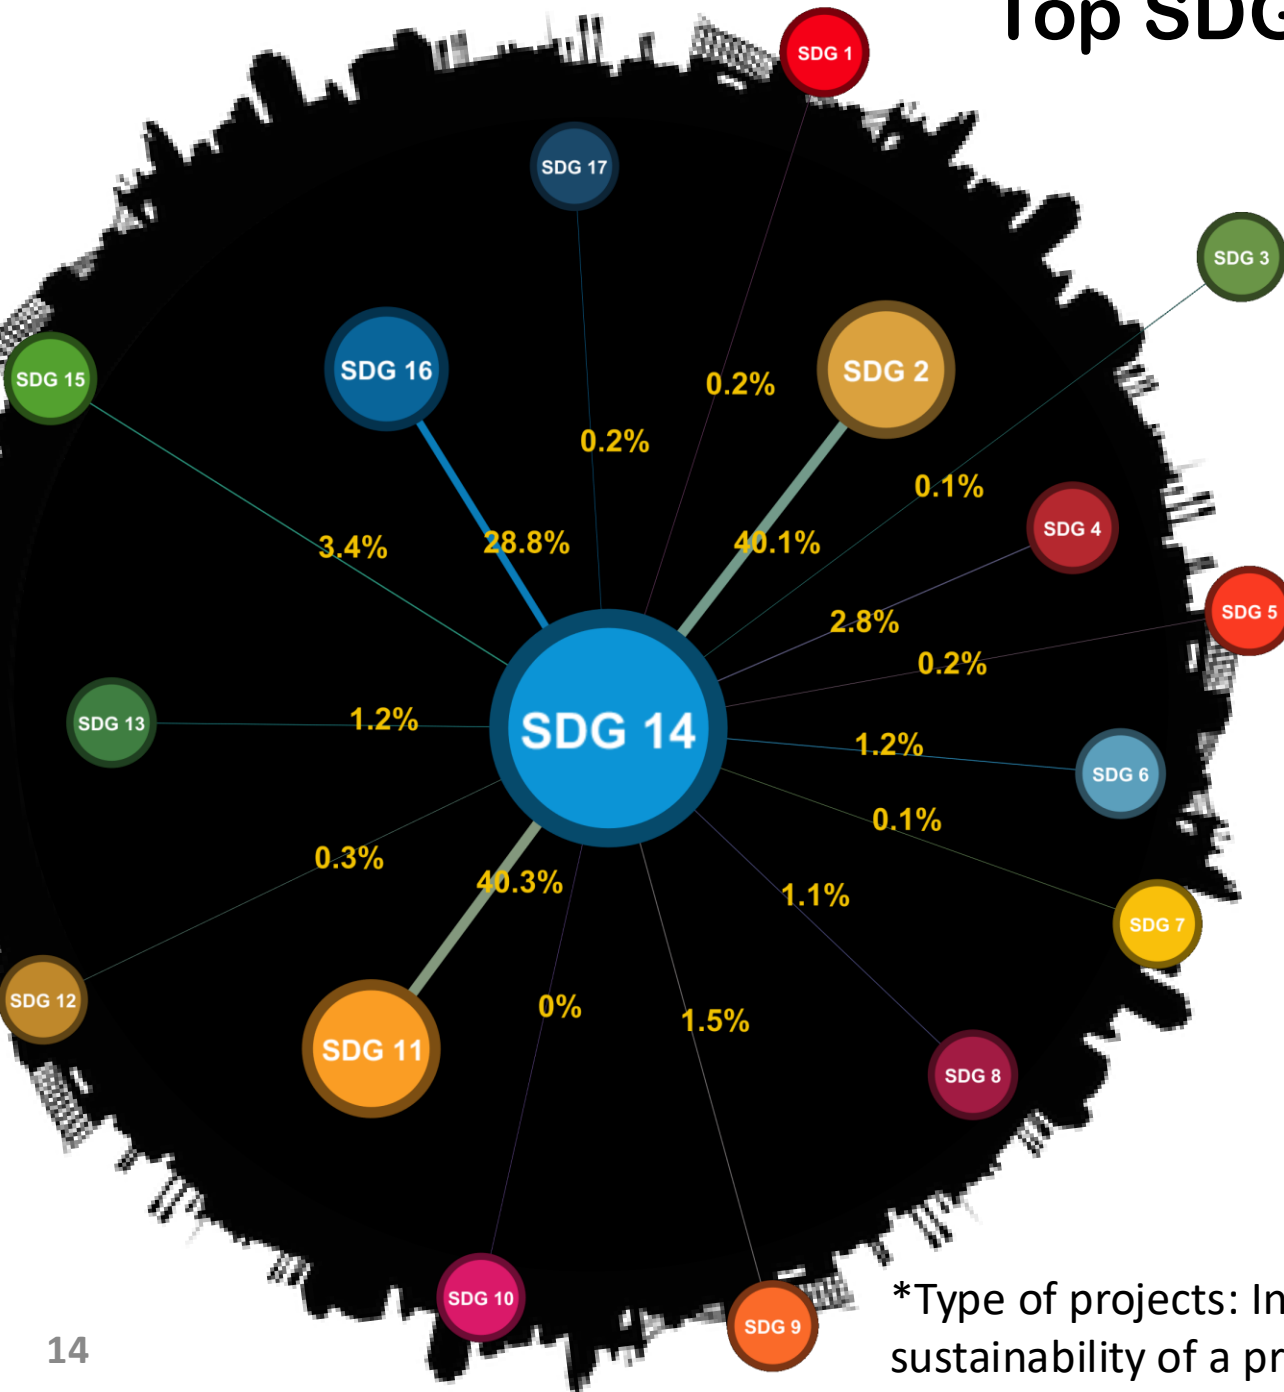 Top SDG
SDG 1
SDG 17
SDG 3
SDG 16
SDG 2
SDG 15
0.2%
0.2%
0.1%
SDG 4
3.4%
28.8%
40.1%
2.8%
SDG 5
0.2%
SDG 13
1.2%
SDG 14
1.2%
SDG 6
0.1%
0.3%
40.3%
1.1%
SDG 7
SDG 12
0%
1.5%
SDG 11
SDG 8
SDG 10
SDG 9
*Type of projects: In
sustainability of a pr
14